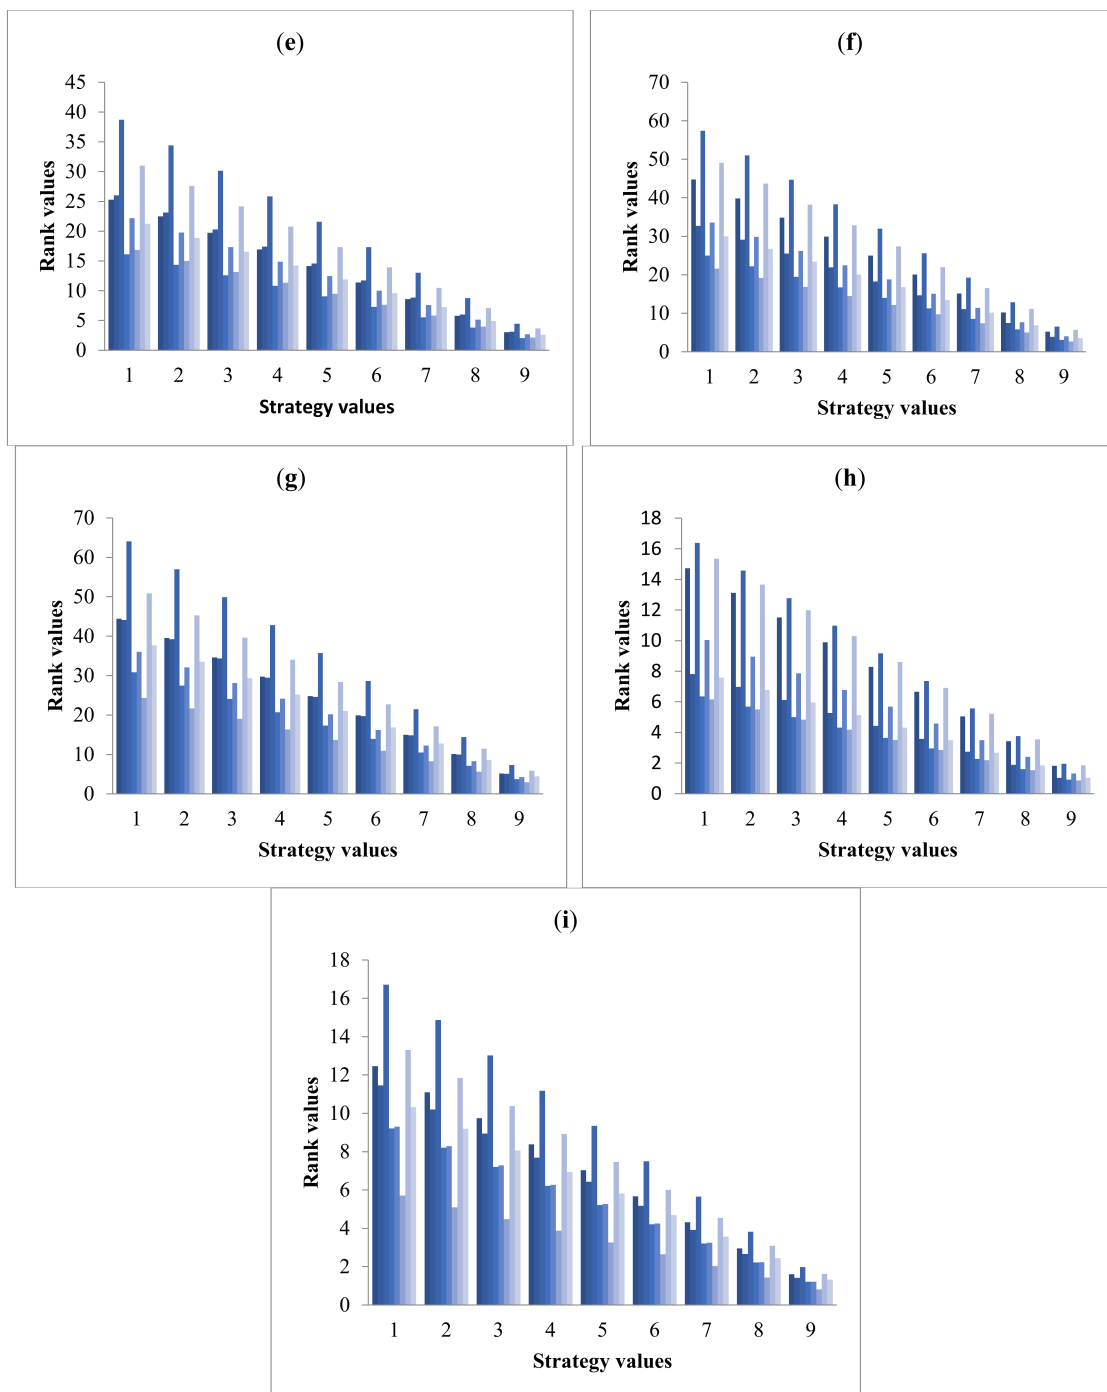 (e)
45
40
35
30
25
20
15
10
5
0
Rank values
1 2 3 4 5 6 7 8 9
Strategy values
(f)
70
60
50
40
30
20
10
0
Rank values
1 2 3 4 5 6 7 8 9
Strategy values
(g)
70
60
50
40
30
20
10
0
Rank values
1 2 3 4 5 6 7 8 9
Strategy values
(h)
18
16
14
12
10
8
6
4
2
0
Rank values
1 2 3 4 5 6 7 8 9
Strategy values
(i)
18
16
14
12
10
8
6
4
2
0
Rank values
1 2 3 4 5 6 7 8 9
Strategy values